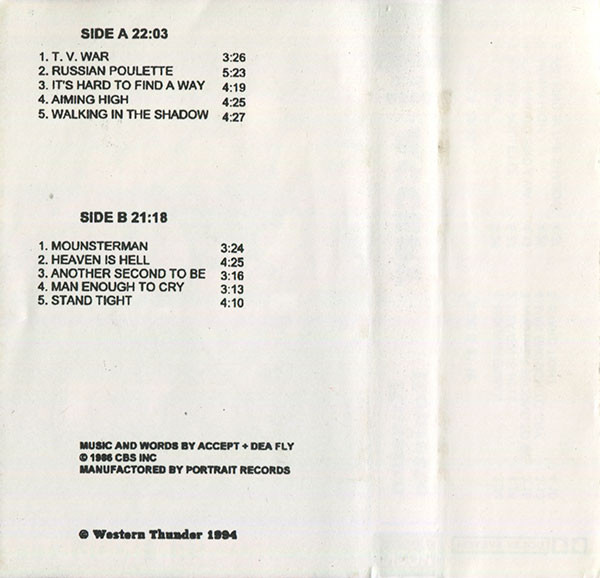 SIDE A 22:03
1. T. V. WAR 3:26
2. RUSSIAN POULETTE 5:23
3. IT'S HARD TO FIND A WAY 4:19
4. AIMING HIGH 4:25
5. WALKING IN THE SHADOW 4:27
SIDE B 21:18
1. MOUNSTERMAN 3:24
2. HEAVEN IS HELL 4:25
3. ANOTHER SECOND TO BE 3:16
4. MAN ENOUGH TO CRY 3:13
5. STAND TIGHT 4:10
MUSIC AND WORDS BY ACCEPT + DEA FLY
© 1986 CBS INC
MANUFACTORED BY PORTRAIT RECORDS
© Western Thunder 1994